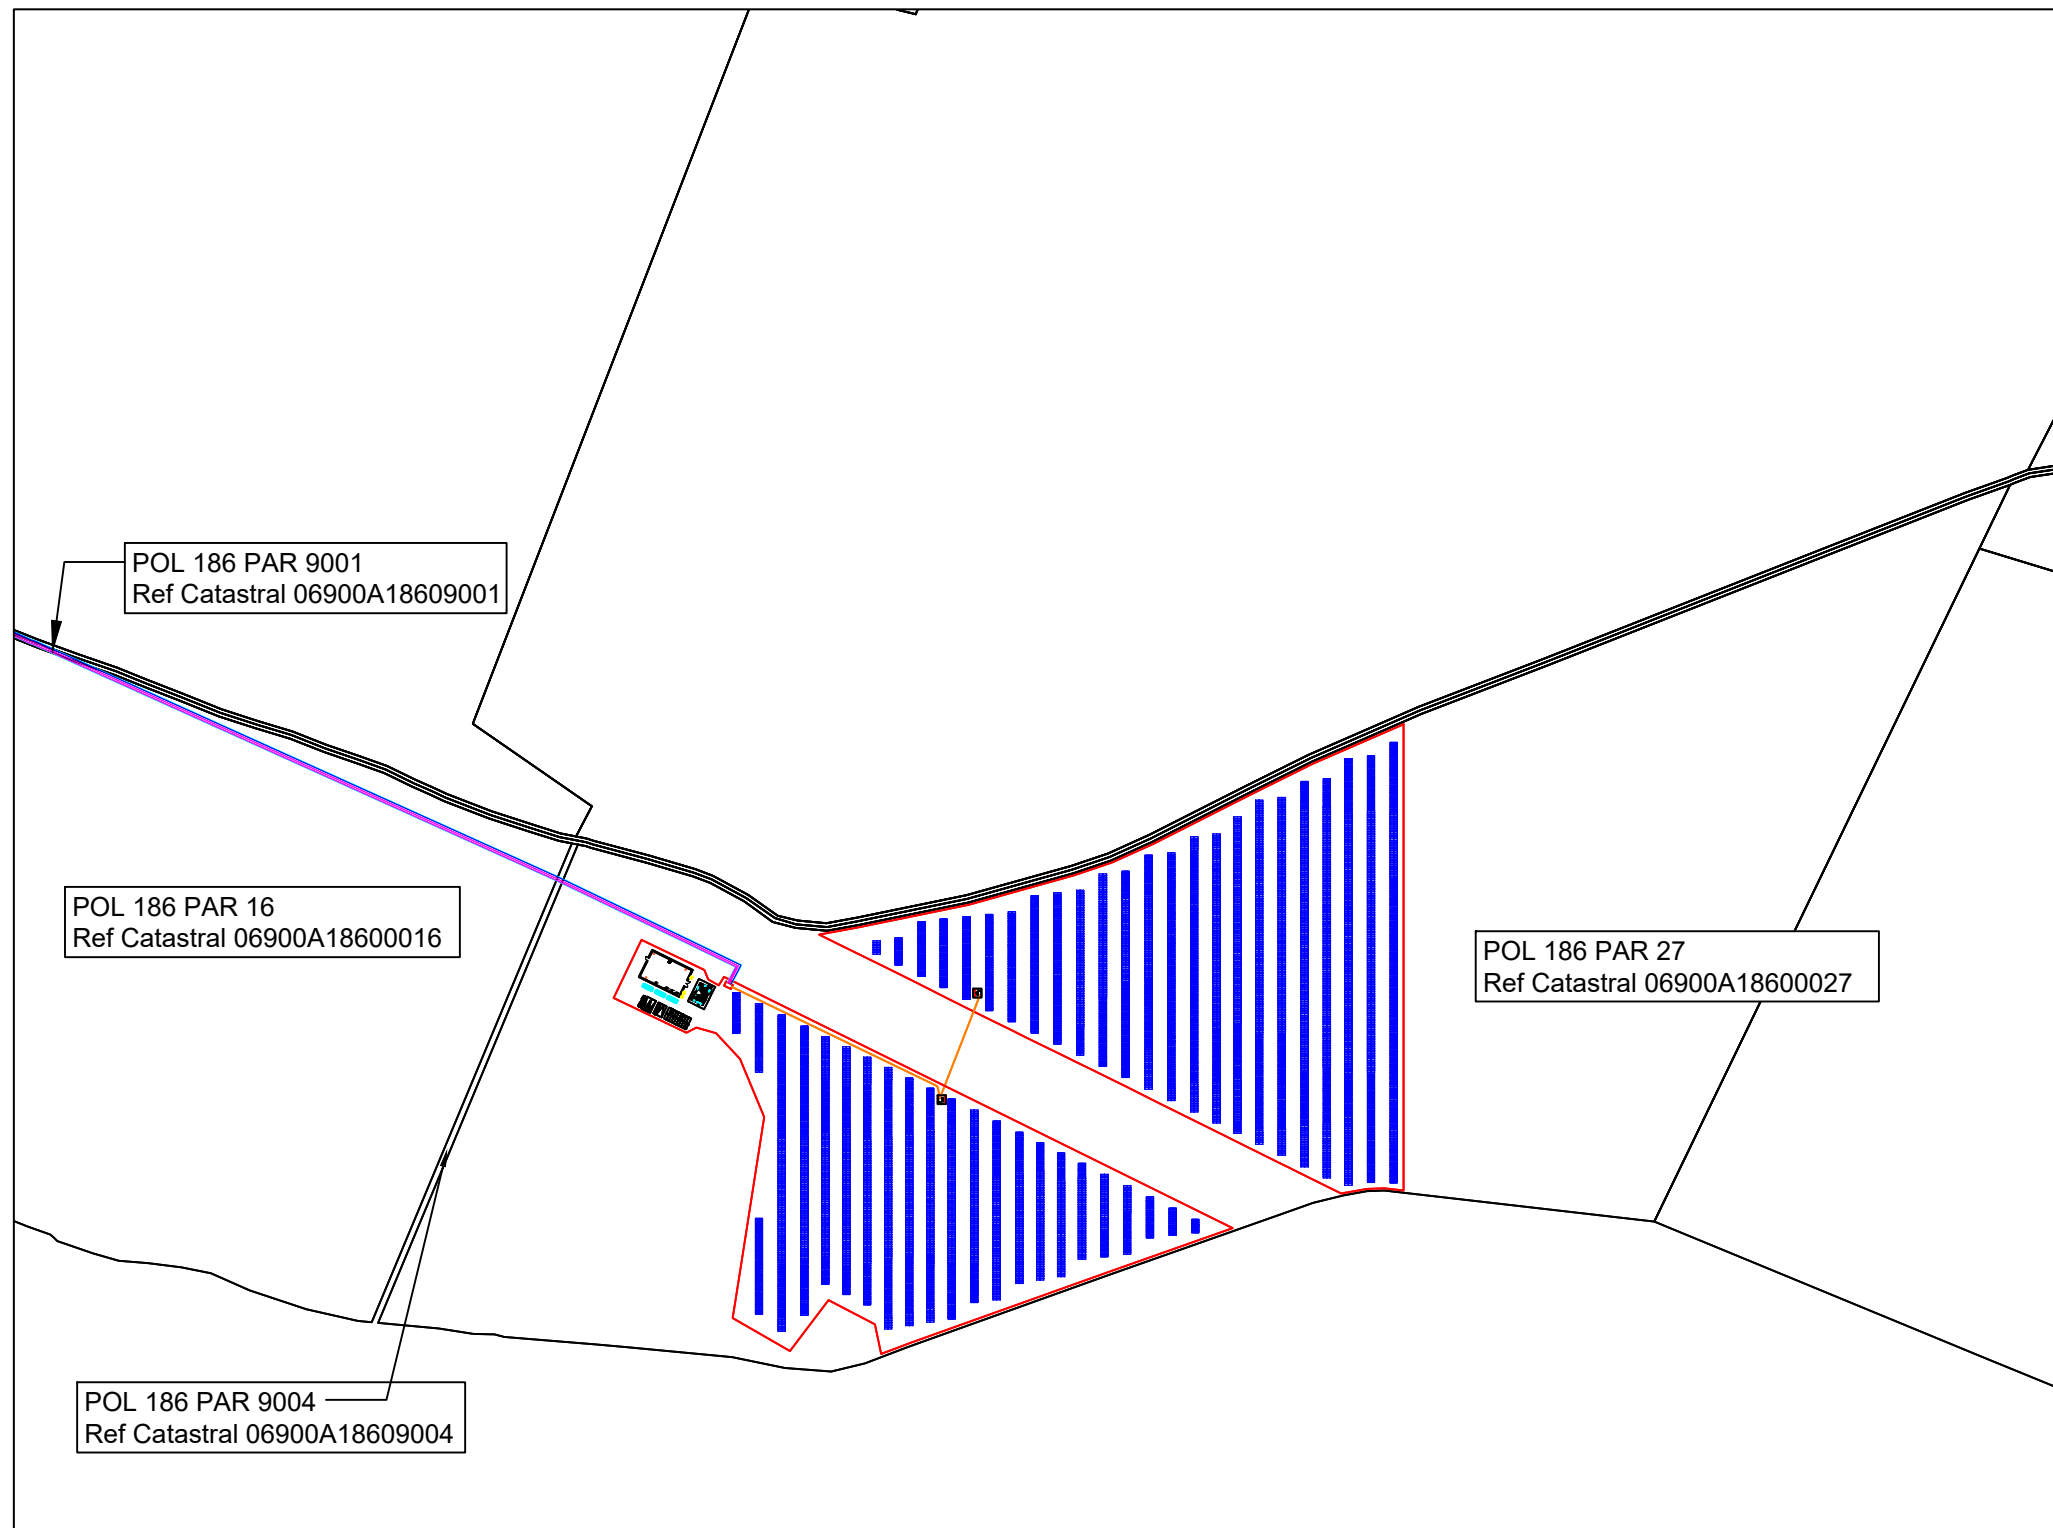 POL 186 PAR 9001
Ref Catastral 06900A18609001
POL 186 PAR 16
Ref Catastral 06900A18600016
POL 186 PAR 27
Ref Catastral 06900A18600027
POL 186 PAR 9004
Ref Catastral 06900A18609004